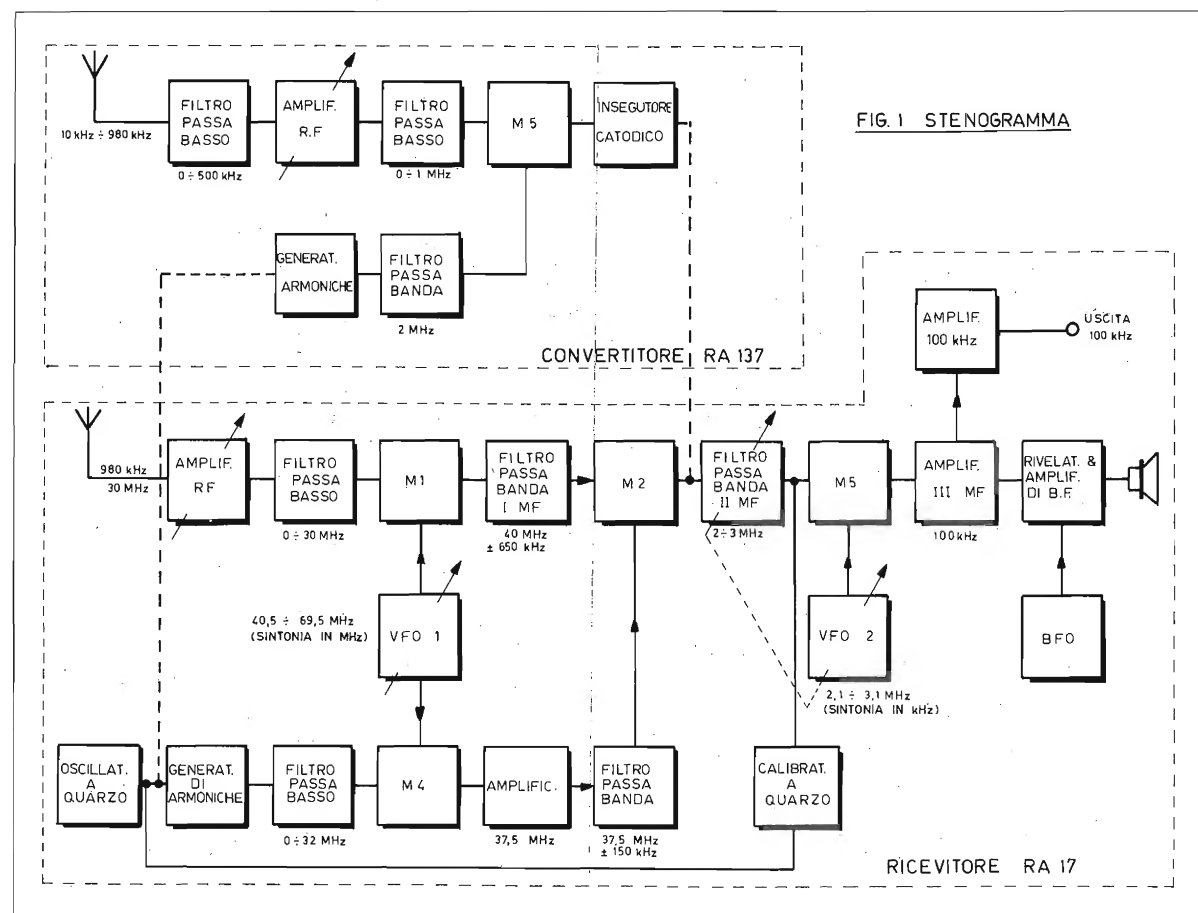 FIG. 1 STENOGRAMMA
10 kHz ÷ 980 kHz
FILTRO
PASSA
BASSO
0 ÷ 500 kHz
AMPLIF.
R.F
FILTRO
PASSA
BASSO
0 ÷ 1 MHz
M 5
INSEGUTORE
CATODICO
GENERAT.
ARMONICHE
FILTRO
PASSA
BANDA
2 MHz
CONVERTITORE RA 137
AMPLIF.
100 kHz
USCITA
100 kHz
980 kHz
30 MHz
AMPLIF.
RF
FILTRO
PASSA
BASSO
0 ÷ 30 MHz
M1
FILTRO
PASSA
BANDA
I MF
40 MHz
± 650 kHz
M2
FILTRO
PASSA
BANDA
II MF
2 ÷ 3 MHz
M5
AMPLIF.
III MF
100 kHz
RIVELAT. &
AMPLIF.
DI B.F.
40,5 ÷ 69,5 MHz
(SINTONIA IN MHz)
VFO 1
VFO 2
2,1 ÷ 3,1 MHz
(SINTONIA IN kHz)
BFO
OSCILLAT.
A
QUARZO
GENERAT.
DI
ARMONICHE
FILTRO
PASSA
BASSO
0 ÷ 32 MHz
M4
AMPLIFIC.
37,5 MHz
FILTRO
PASSA
BANDA
37,5 MHz
± 150 kHz
CALIBRAT.
A
QUARZO
RICEVITORE RA 17